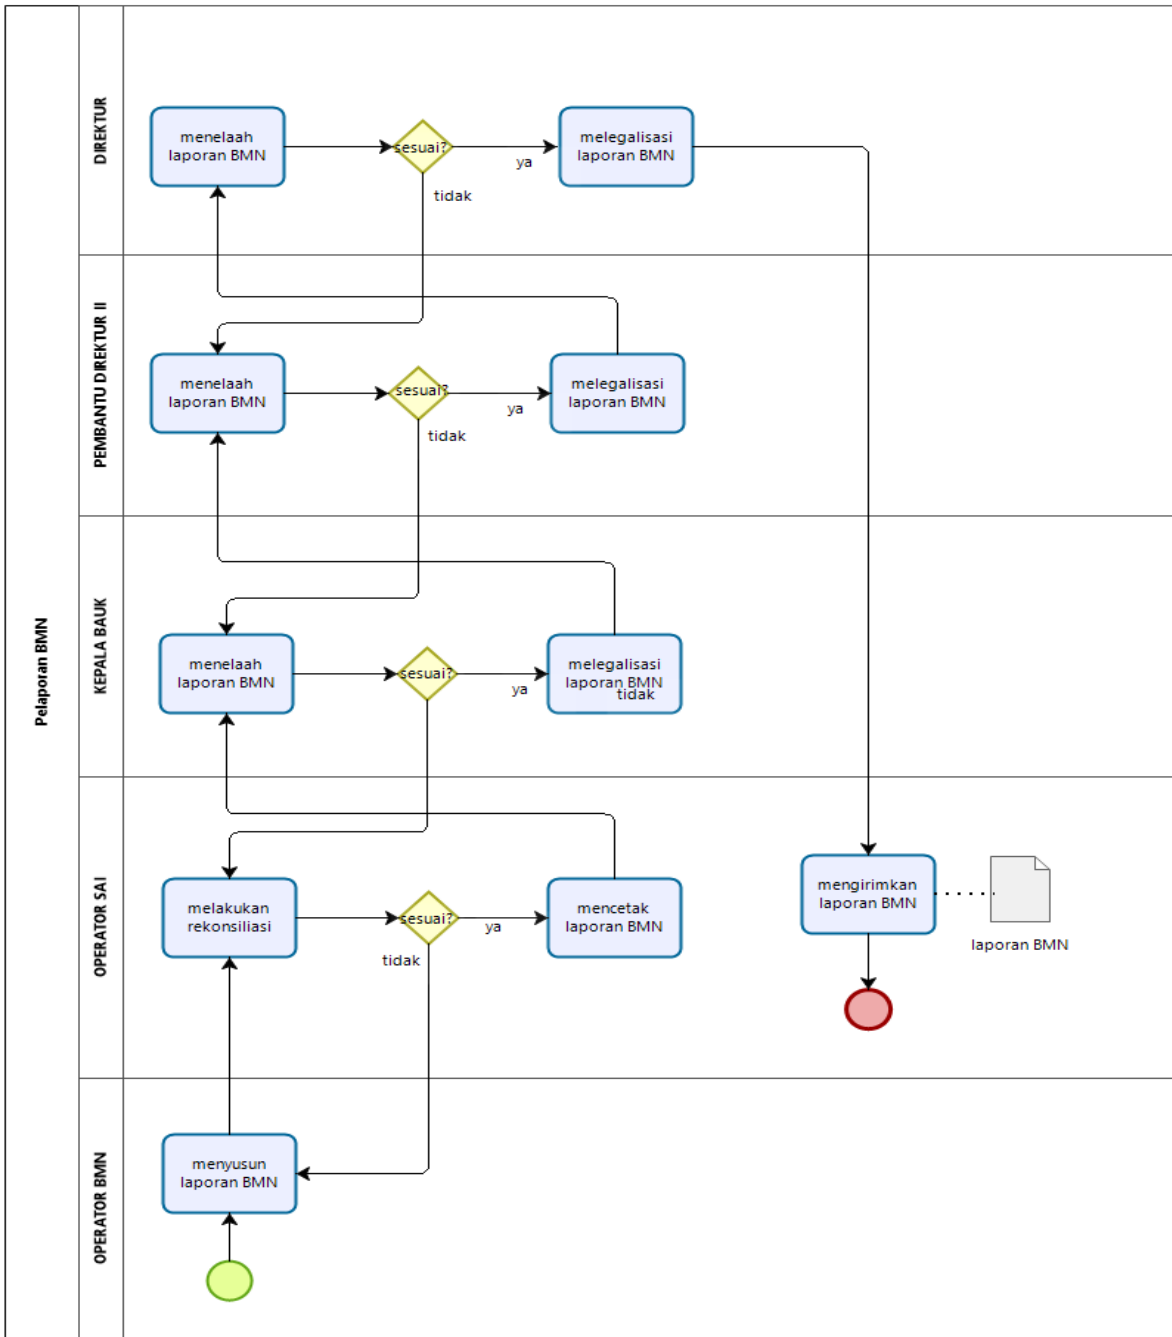 Pelaporan BMN
DIREKTUR
menelaah
laporan BMN
sesuai?
ya
tidak
melegalisasi
laporan BMN
PEMBANTU DIREKTUR II
menelaah
laporan BMN
sesuai?
ya
tidak
melegalisasi
laporan BMN
KEPALA BAUK
menelaah
laporan BMN
sesuai?
ya
melegalisasi
laporan BMN
tidak
OPERATOR SAI
melakukan
rekonsiliasi
sesuai?
ya
tidak
mencetak
laporan BMN
mengirimkan
laporan BMN
laporan BMN
OPERATOR BMN
menyusun
laporan BMN